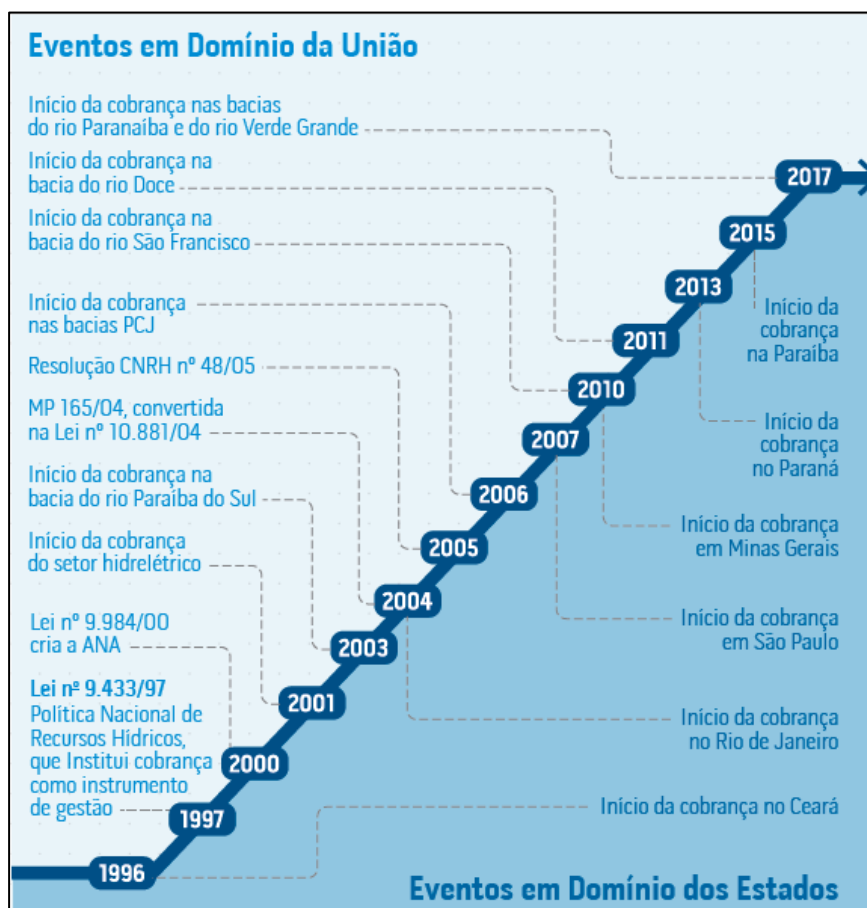 Eventos em Domínio da União
Início da cobrança nas bacias
do rio Paranaíba e do rio Verde Grande
Início da cobrança na
bacia do rio Doce
Início da cobrança na
bacia do rio São Francisco
Início da cobrança
nas bacias PCJ
Resolução CNRH nº 48/05
MP 165/04, convertida
na Lei nº 10.881/04
Início da cobrança na
bacia do rio Paraíba do Sul
Início da cobrança
do setor hidrelétrico
Lei nº 9.984/00
cria a ANA
Lei nº 9.433/97
Política Nacional de
Recursos Hídricos,
que Institui cobrança
como instrumento
de gestão
2017
2015
2013
2011
2010
2007
2006
2005
2004
2003
2001
2000
1997
1996
Início da
cobrança
na Paraíba
Início da
cobrança
no Paraná
Início da cobrança
em Minas Gerais
Início da cobrança
em São Paulo
Início da cobrança
no Rio de Janeiro
Início da cobrança no Ceará
Eventos em Domínio dos Estados